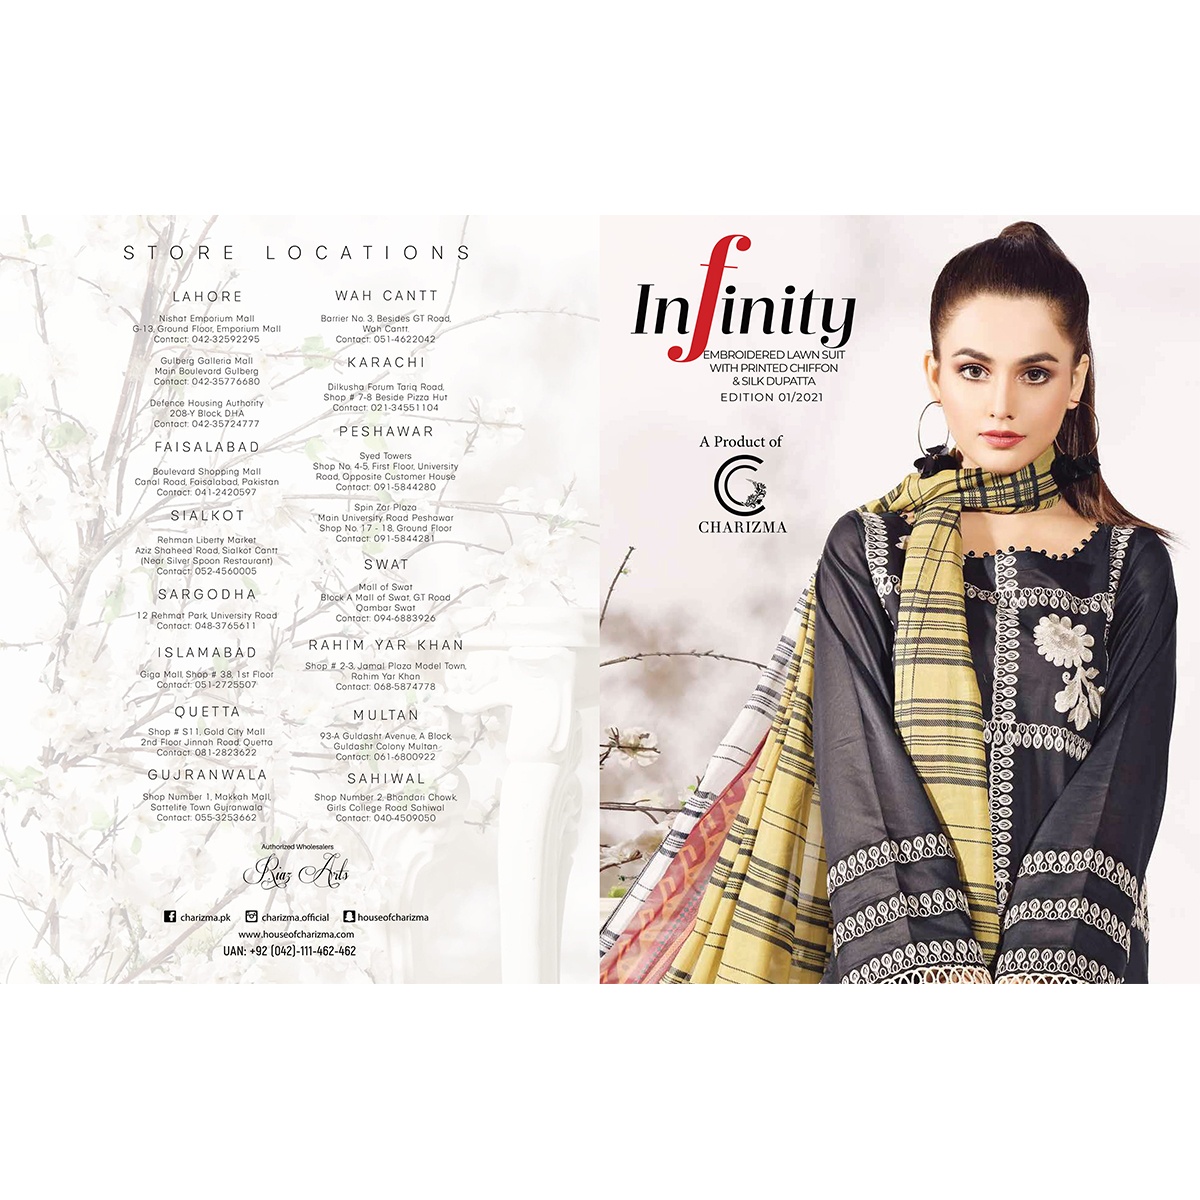 STORE LOCATIONS
LAHORE
Nishat Emporium Mall
G-13, Ground Floor, Emporium Mall
Contact: 042-32592295
Gulberg Galleria Mall
Main Boulevard Gulberg
Contact: 042-35776680
Defence Housing Authority
208-Y Block, DHA
Contact: 042-35724777
FAISALABAD
Boulevard Shopping Mall
Canal Road, Faisalabad, Pakistan
Contact: 041-2420597
SIALKOT
Rehman Liberty Market
Aziz Shaheed Road, Sialkot Cantt
(Near Silver Spoon Restaurant)
Contact: 052-4560005
SARGODHA
12 Rehmat Park, University Road
Contact: 048-3765611
ISLAMABAD
Giga Mall, Shop # 38, 1st Floor
Contact: 051-2725507
QUETTA
Shop # S11, Gold City Mall
2nd Floor Jinnah Road, Quetta
Contact: 081-2823622
GUJRANWALA
Shop Number 1, Makkah Mall,
Sattelite Town Gujranwala
Contact: 055-3253662
WAH CANTT
Barrier No. 3, Besides GT Road,
Wah Cantt.
Contact: 051-4622042
KARACHI
Dilkusha Forum Tariq Road,
Shop # 7-8 Beside Pizza Hut
Contact: 021-34551104
PESHAWAR
Syed Towers
Shop No. 4-5, First Floor, University
Road, Opposite Customer House
Contact: 091-5844280
Spin Zar Plaza
Main University Road Peshawar
Shop No. 17 - 18, Ground Floor
Contact: 091-5844281
SWAT
Mall of Swat
Block A Mall of Swat, GT Road
Qambar Swat
Contact: 094-6883926
RAHIM YAR KHAN
Shop # 2-3, Jamal Plaza Model Town,
Rahim Yar Khan
Contact: 068-5874778
MULTAN
93-A Guldasht Avenue, A Block,
Guldasht Colony Multan
Contact: 061-6800922
SAHIWAL
Shop Number 2, Bhandari Chowk,
Girls College Road Sahiwal
Contact: 040-4509050
Authorized Wholesalers
Riaz Arts
charizma.pk charizma.official houseofcharizma
www.houseofcharizma.com
UAN: +92 (042)-111-462-462
Infinity
EMBROIDERED LAWN SUIT
WITH PRINTED CHIFFON
& SILK DUPATTA
EDITION 01/2021
A Product of
CHARIZMA